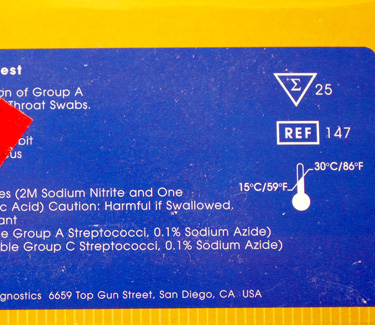 est
on of Group A
Throat Swabs.
Σ 25
REF 147
bit
us
30°C/86°F
15°C/59°F
es (2M Sodium Nitrite and One
c Acid) Caution: Harmful if Swallowed.
ant
e Group A Streptococci, 0.1% Sodium Azide)
ble Group C Streptococci, 0.1% Sodium Azide)
gnostics 6659 Top Gun Street, San Diego, CA USA